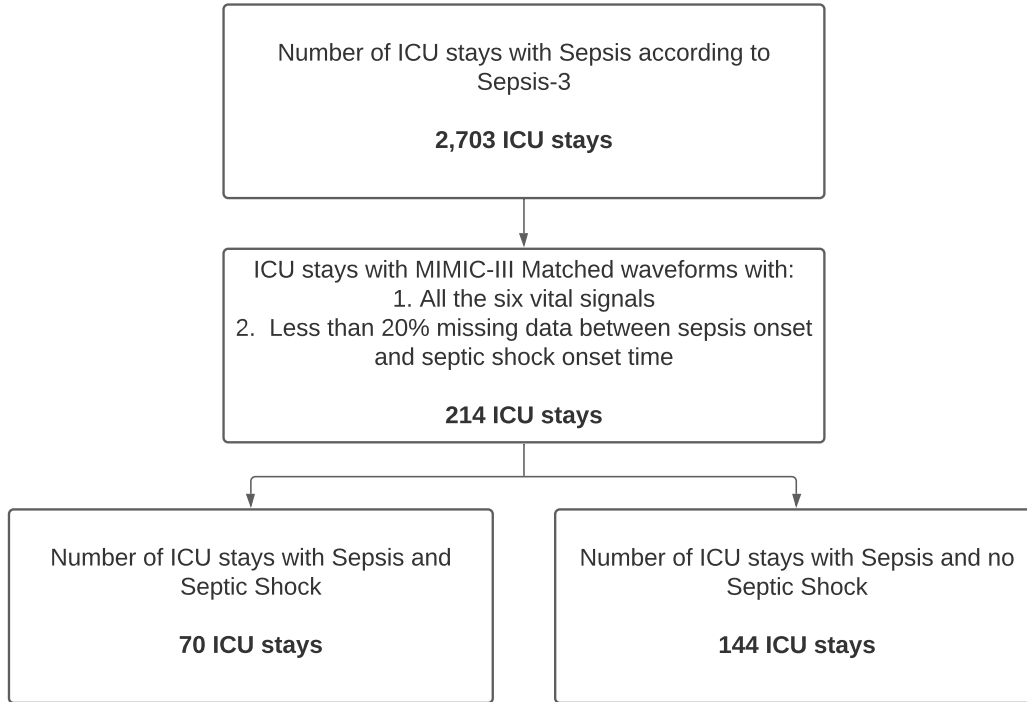 Number of ICU stays with Sepsis according to
Sepsis-3
2,703 ICU stays
ICU stays with MIMIC-III Matched waveforms with:
1. All the six vital signals
2. Less than 20% missing data between sepsis onset
and septic shock onset time
214 ICU stays
Number of ICU stays with Sepsis and
Septic Shock
70 ICU stays
Number of ICU stays with Sepsis and no
Septic Shock
144 ICU stays